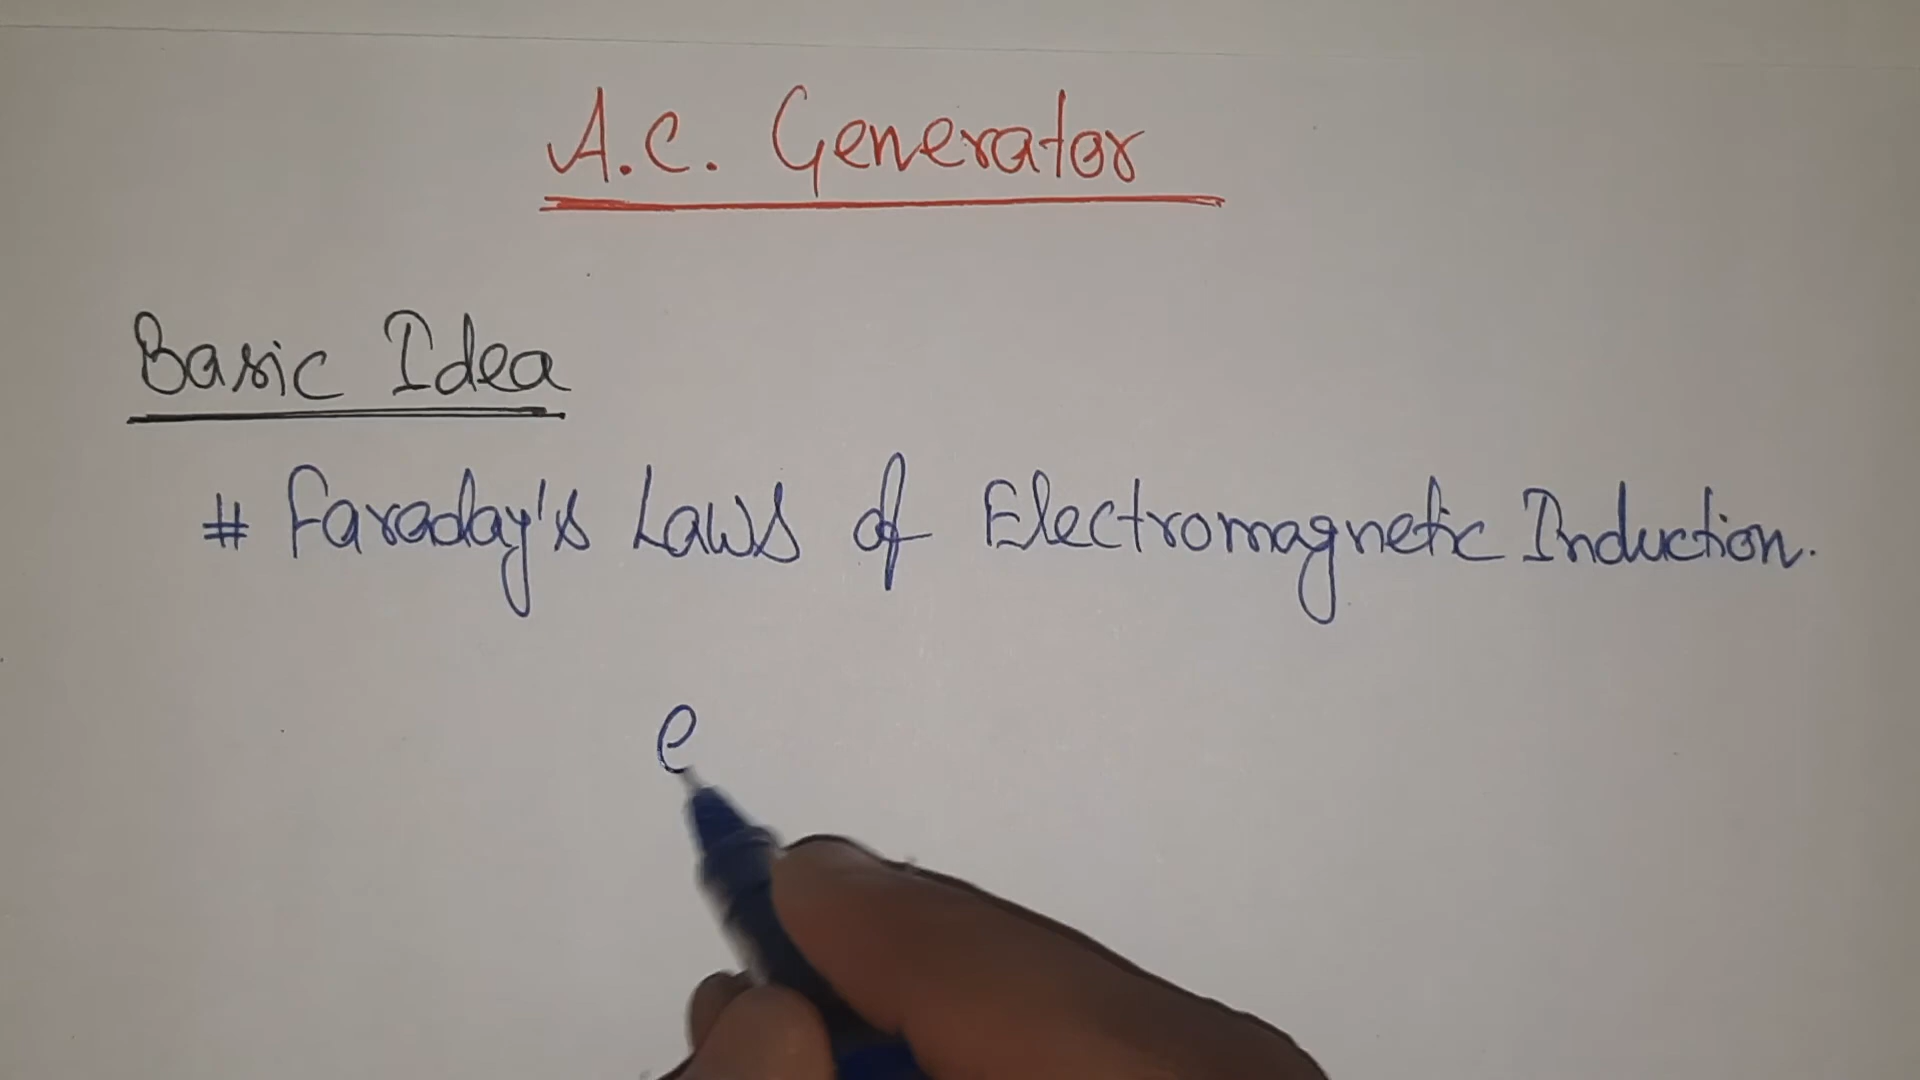 A.C. Generator
Basic Idea
# Faraday's Laws of Electromagnetic Induction.
e